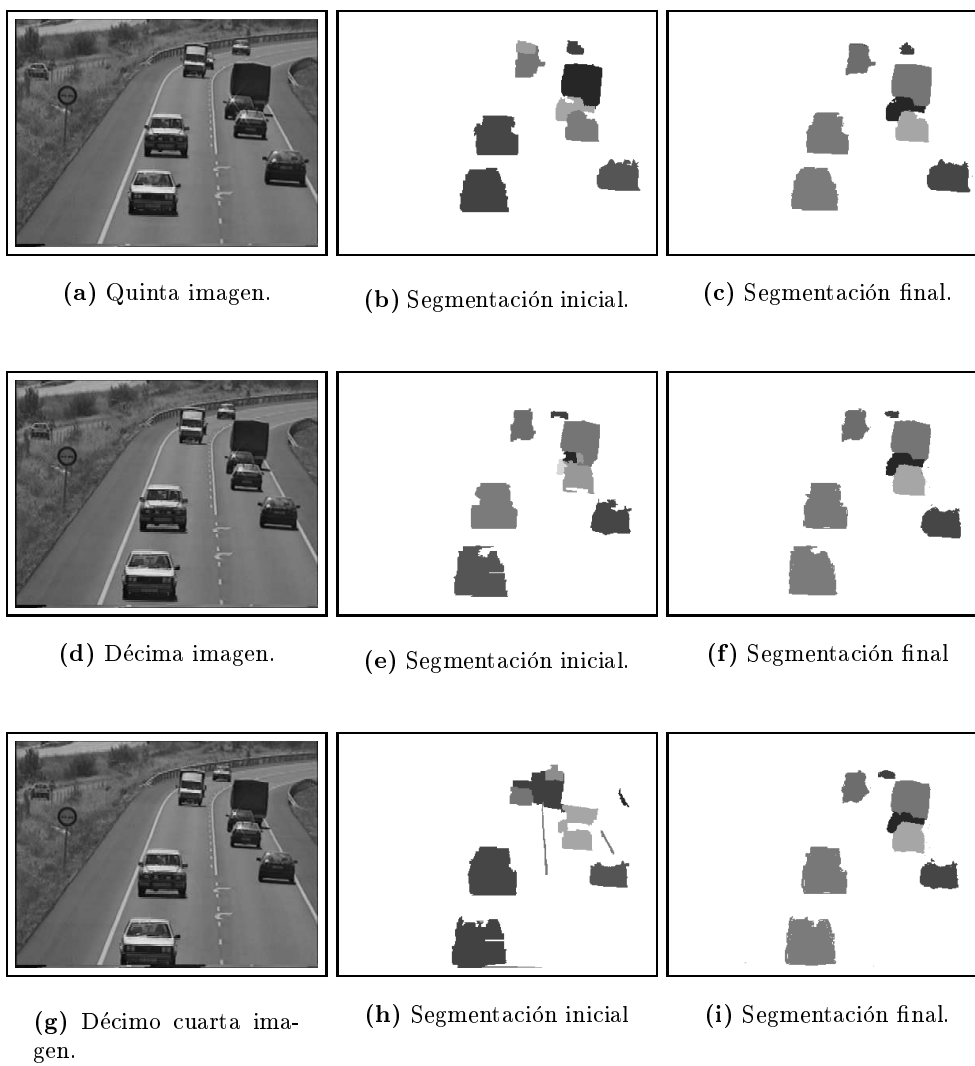 (a) Quinta imagen.
(b) Segmentación inicial.
(c) Segmentación final.
(d) Décima imagen.
(e) Segmentación inicial.
(f) Segmentación final
(g) Décimo cuarta ima-
gen.
(h) Segmentación inicial
(i) Segmentación final.